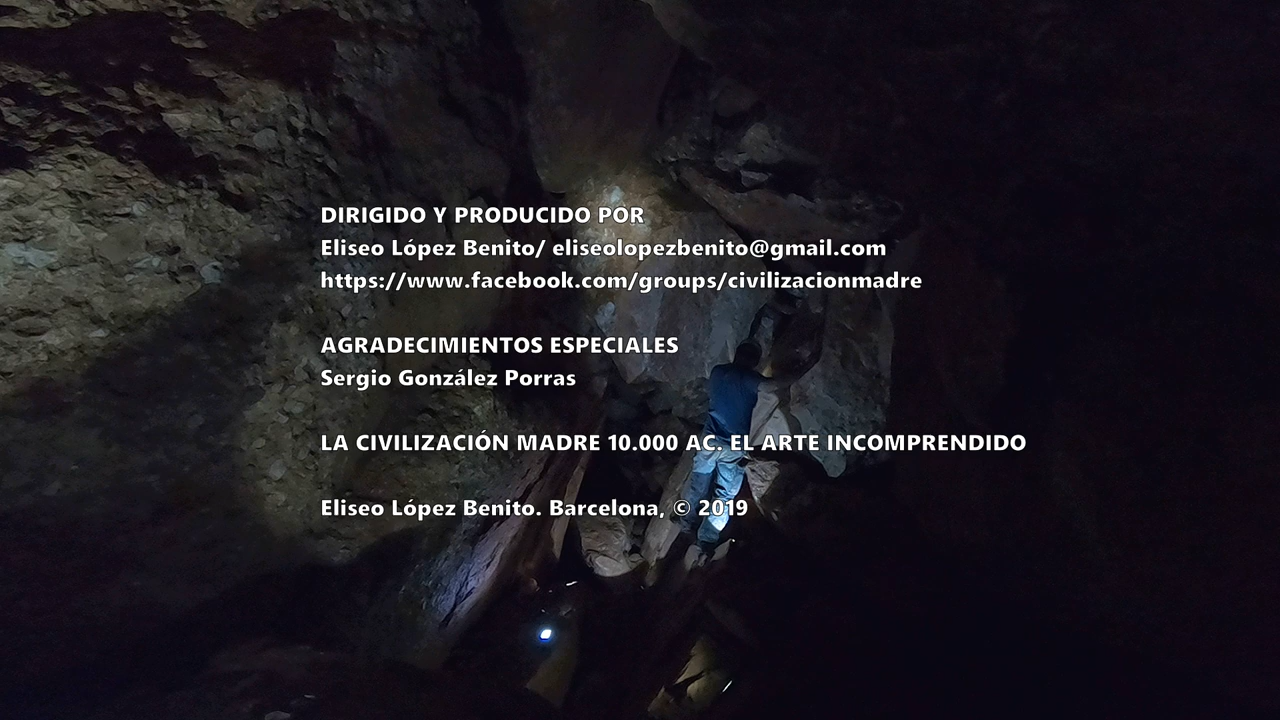 DIRIGIDO Y PRODUCIDO POR
Eliseo López Benito/ eliseolopezbenito@gmail.com
https://www.facebook.com/groups/civilizacionmadre
AGRADECIMIENTOS ESPECIALES
Sergio González Porras
LA CIVILIZACIÓN MADRE 10.000 AC. EL ARTE INCOMPRENDIDO
Eliseo López Benito. Barcelona, © 2019